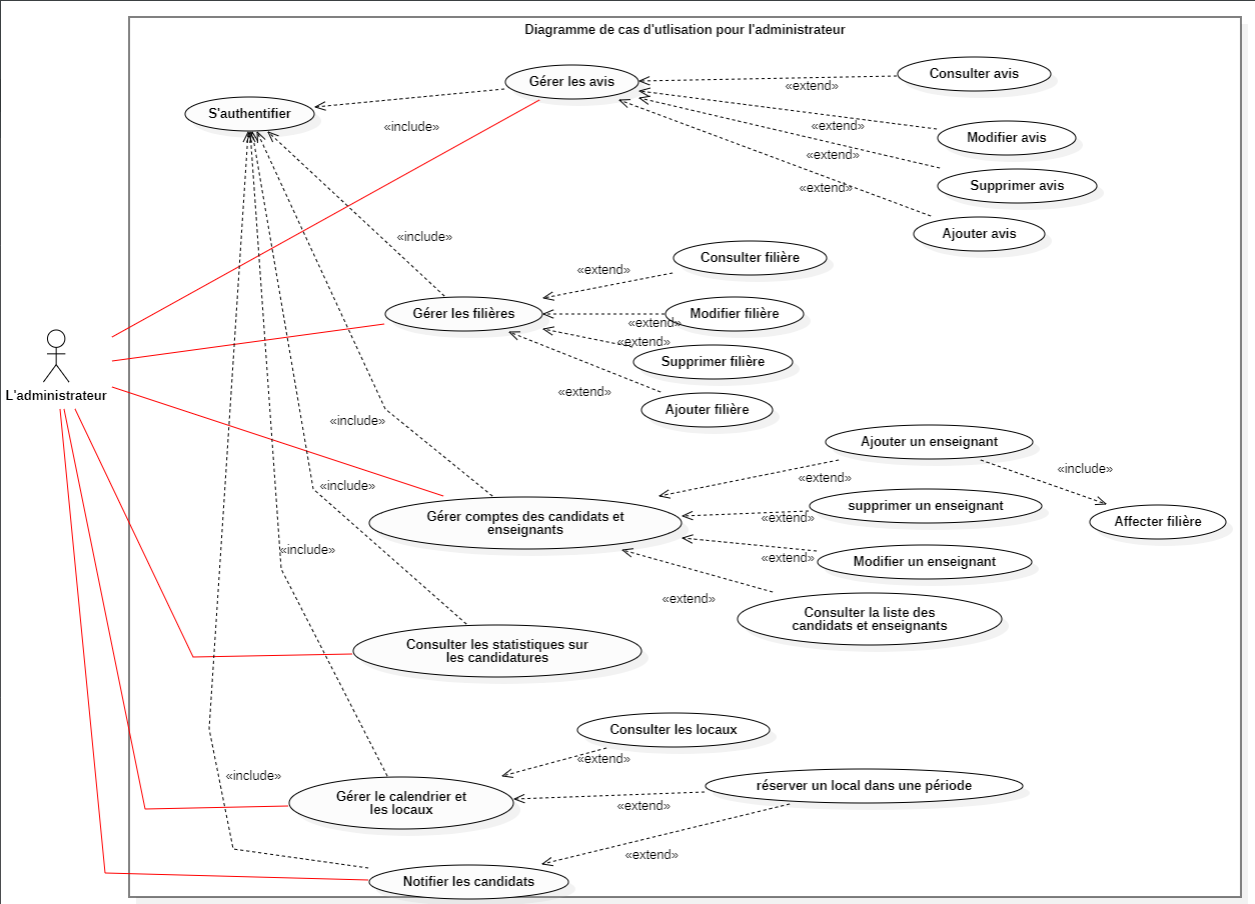 Diagramme de cas d'utlisation pour l'administrateur
Gérer les avis
Consulter avis
«extend»
S'authentifier
«include»
«extend»
Modifier avis
«extend»
Supprimer avis
«extend»
Ajouter avis
«include»
Consulter filière
«extend»
Gérer les filières
Modifier filière
«extend»
«extend»
Supprimer filière
«extend»
Ajouter filière
L'administrateur
«include»
Ajouter un enseignant
«include»
«extend»
«include»
supprimer un enseignant
«extend»
Gérer comptes des candidats et
enseignants
Affecter filière
«include»
«extend»
Modifier un enseignant
«extend»
Consulter la liste des
candidats et enseignants
Consulter les statistiques sur
les candidatures
Consulter les locaux
«extend»
«include»
réserver un local dans une période
Gérer le calendrier et
les locaux
«extend»
«extend»
Notifier les candidats